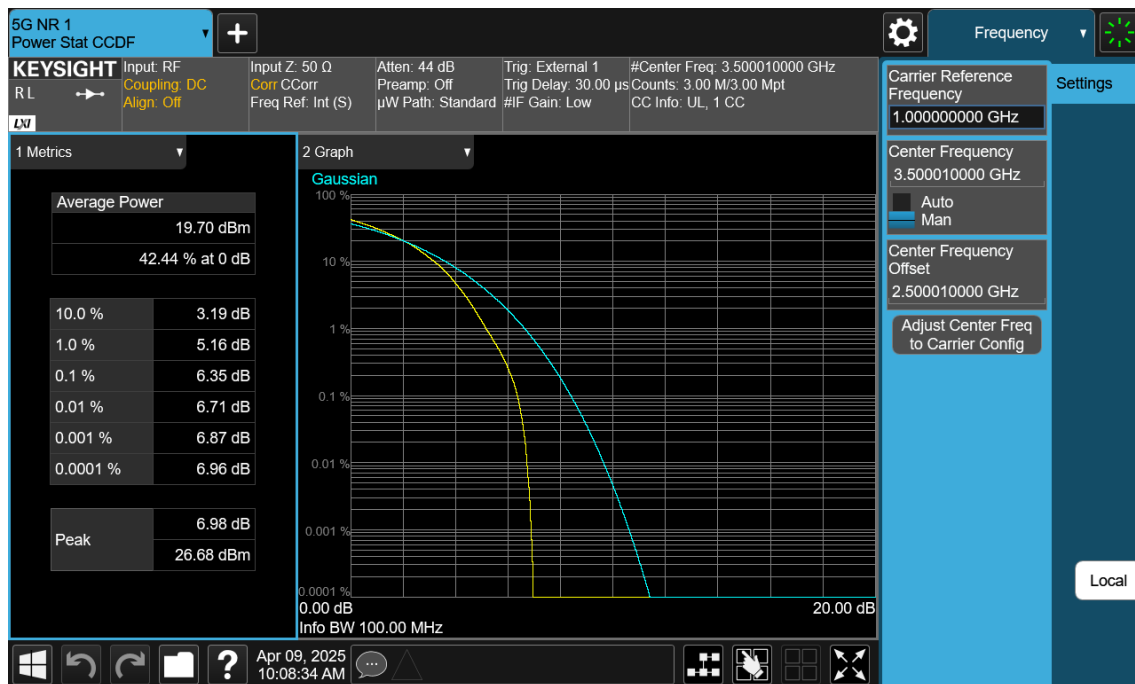 5G NR 1
Power Stat CCDF
+
Frequency
KEYSIGHT
R L
LXI
Input: RF
Coupling: DC
Align: Off
Input Z: 50 Ω
Corr CCorr
Freq Ref: Int (S)
Atten: 44 dB
Preamp: Off
µW Path: Standard
Trig: External 1
Trig Delay: 30.00 µs
#IF Gain: Low
#Center Freq: 3.500010000 GHz
Counts: 3.00 M/3.00 Mpt
CC Info: UL, 1 CC
1 Metrics
Average Power
19.70 dBm
42.44 % at 0 dB
10.0 % 3.19 dB
1.0 % 5.16 dB
0.1 % 6.35 dB
0.01 % 6.71 dB
0.001 % 6.87 dB
0.0001 % 6.96 dB
Peak
6.98 dB
26.68 dBm
2 Graph
Gaussian
100 %
10 %
1 %
0.1 %
0.01 %
0.001 %
0.0001 %
0.00 dB 20.00 dB
Info BW 100.00 MHz
Carrier Reference
Frequency
1.000000000 GHz
Center Frequency
3.500010000 GHz
Auto
Man
Center Frequency
Offset
2.500010000 GHz
Adjust Center Freq
to Carrier Config
Settings
Local
?
Apr 09, 2025
10:08:34 AM